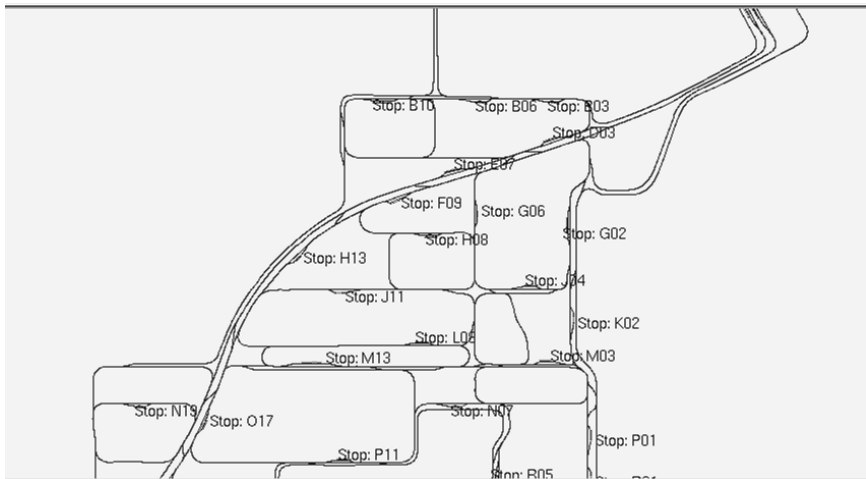 Stop: B10
Stop: B06
Stop: B03
Stop: D03
Stop: E07
Stop: F09
Stop: G06
Stop: G02
Stop: H08
Stop: H13
Stop: J04
Stop: J11
Stop: K02
Stop:
Stop: M13
Stop: M03
Stop: N19
Stop: N07
Stop: O17
Stop: P01
Stop: P11